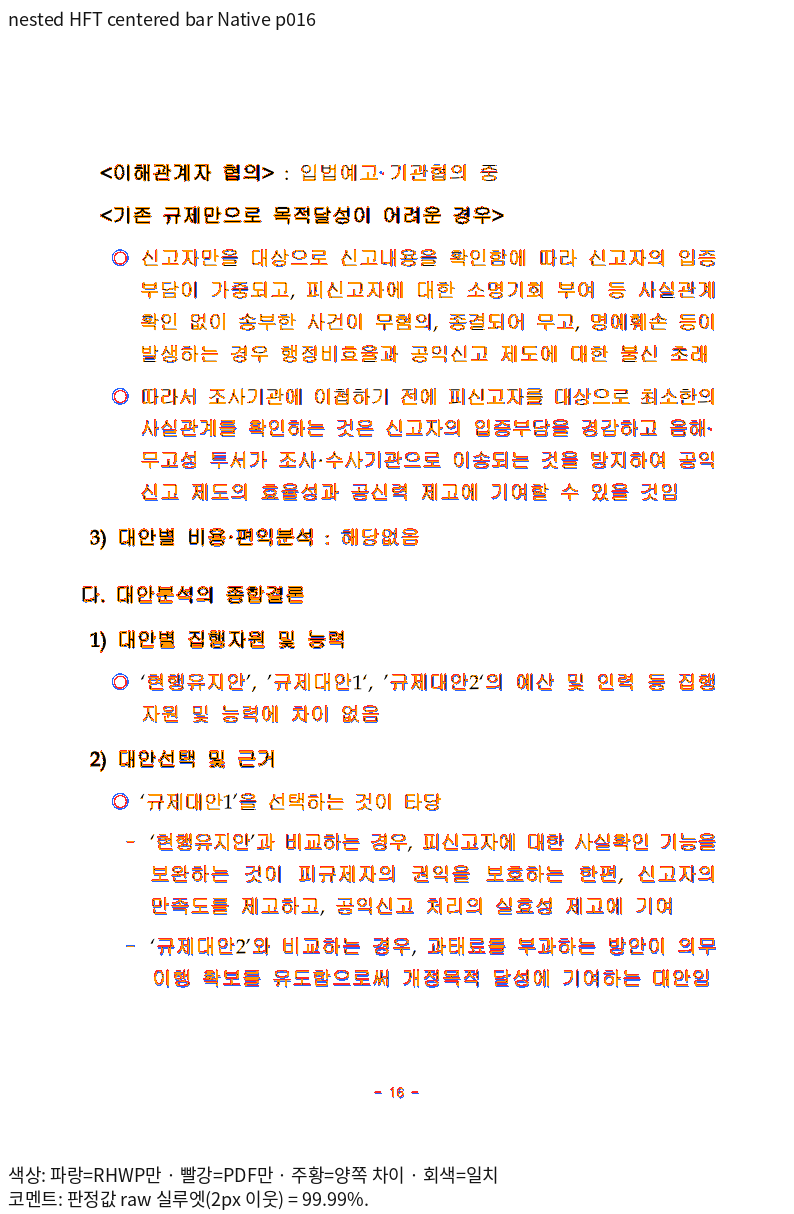 nested HFT centered bar Native p016
<이해관계자 협의> : 입법예고·기관협의 중
<기존 규제만으로 목적달성이 어려운 경우>
○ 신고자만을 대상으로 신고내용을 확인함에 따라 신고자의 입증
부담이 가중되고, 피신고자에 대한 소명기회 부여 등 사실관계
확인 없이 송부한 사건이 무혐의, 종결되어 무고, 명예훼손 등이
발생하는 경우 행정비효율과 공익신고 제도에 대한 불신 초래
○ 따라서 조사기관에 이첩하기 전에 피신고자를 대상으로 최소한의
사실관계를 확인하는 것은 신고자의 입증부담을 경감하고 음해·
무고성 투서가 조사·수사기관으로 이송되는 것을 방지하여 공익
신고 제도의 효율성과 공신력 제고에 기여할 수 있을 것임
3) 대안별 비용·편익분석 : 해당없음
다. 대안분석의 종합결론
1) 대안별 집행자원 및 능력
○ ‘현행유지안’, ’규제대안1‘, ’규제대안2‘의 예산 및 인력 등 집행
자원 및 능력에 차이 없음
2) 대안선택 및 근거
○ ‘규제대안1’을 선택하는 것이 타당
- ‘현행유지안’과 비교하는 경우, 피신고자에 대한 사실확인 기능을
보완하는 것이 피규제자의 권익을 보호하는 한편, 신고자의
만족도를 제고하고, 공익신고 처리의 실효성 제고에 기여
- ‘규제대안2’와 비교하는 경우, 과태료를 부과하는 방안이 의무
이행 확보를 유도함으로써 개정목적 달성에 기여하는 대안임
- 16 -
색상: 파랑=RHWP만 · 빨강=PDF만 · 주황=양쪽 차이 · 회색=일치
코멘트: 판정값 raw 실루엣(2px 이웃) = 99.99%.